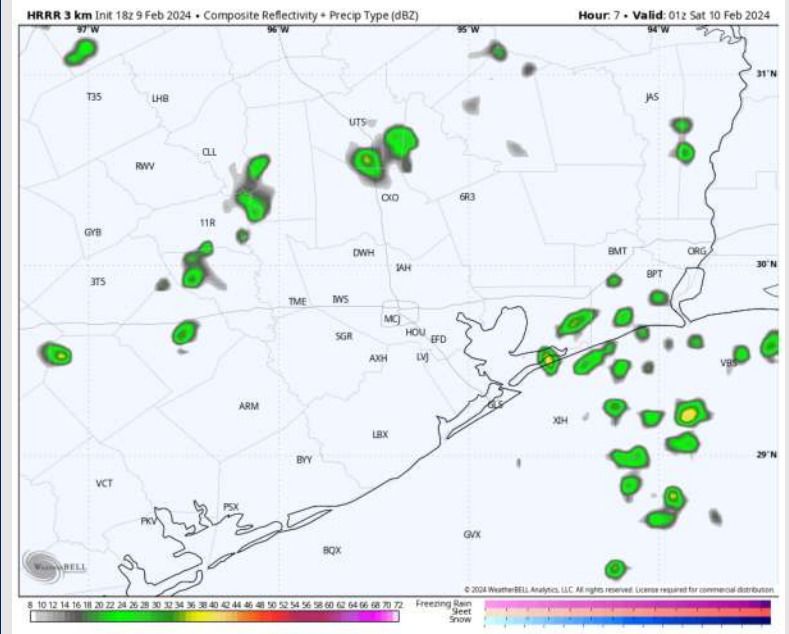 HRRR 3 km Init 18z 9 Feb 2024 • Composite Reflectivity + Precip Type (dBZ) Hour: 7 • Valid: 01z Sat 10 Feb 2024
97°W 96°W 95°W 94°W
31°N
T35 LHB JAS
UTS
CLL
RWV
CXO 6R3
11R
GYB
DWH BMT ORG
30°N
IAH BPT
3T5
TME IWS
MCJ
HOU
SGR EFD
AXH LVJ VBS
ARM GLS
XIH
LBX
29°N
BYY
VCT
PSX
PKV
GVX
BQX
WeatherBELL
© 2024 WeatherBELL Analytics, LLC. All rights reserved. License required for commercial distribution.
8 10 12 14 16 18 20 22 24 26 28 30 32 34 36 38 40 42 44 46 48 50 52 54 56 58 60 62 64 66 68 70 72
Freezing Rain
Sleet
Snow